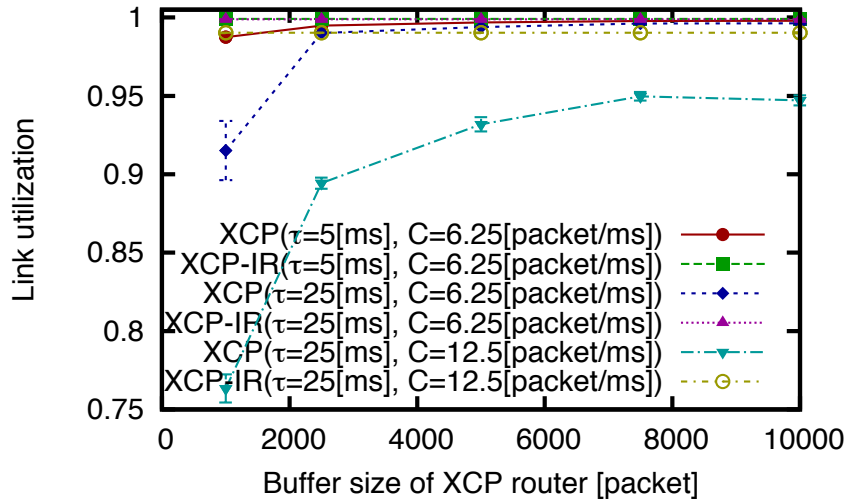 1
0.95
0.9
0.85
0.8
0.75
Link utilization
XCP(τ=5[ms], C=6.25[packet/ms])
XCP-IR(τ=5[ms], C=6.25[packet/ms])
XCP(τ=25[ms], C=6.25[packet/ms])
XCP-IR(τ=25[ms], C=6.25[packet/ms])
XCP(τ=25[ms], C=12.5[packet/ms])
XCP-IR(τ=25[ms], C=12.5[packet/ms])
0 2000 4000 6000 8000 10000
Buffer size of XCP router [packet]